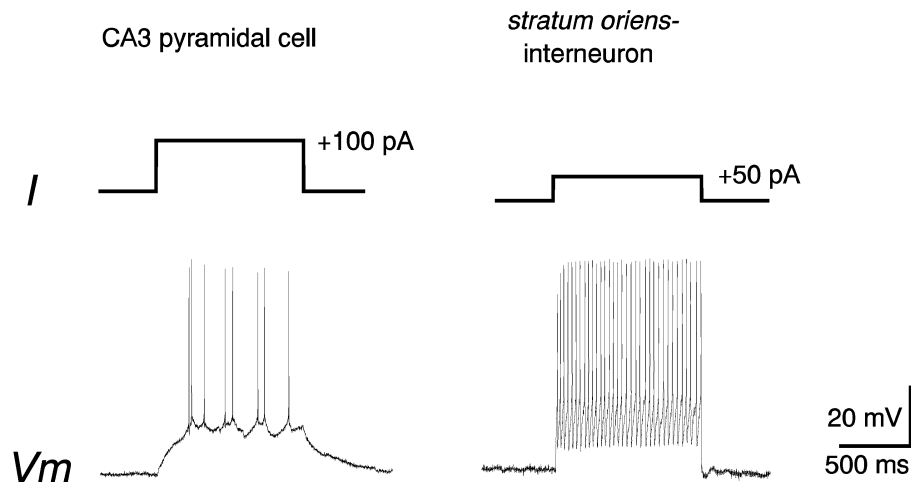 CA3 pyramidal cell
stratum oriens-
interneuron
+100 pA
+50 pA
I
20 mV
500 ms
Vm